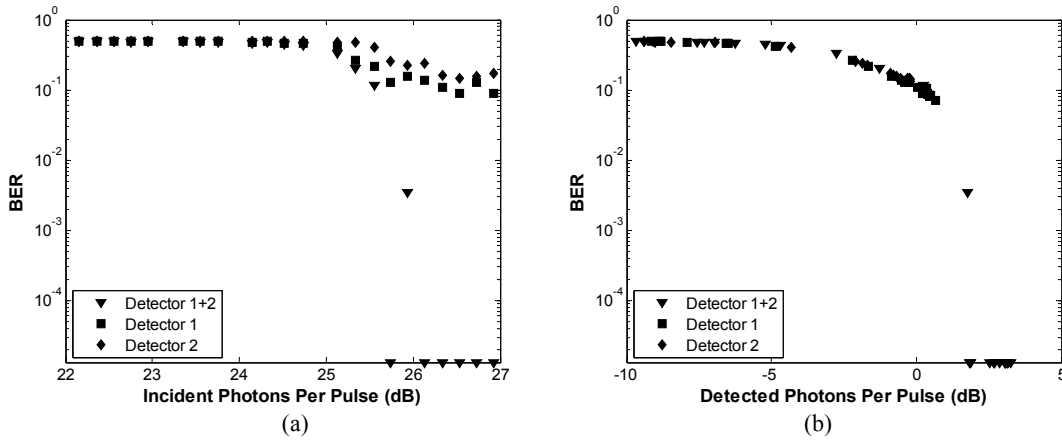 10^0
10^-1
10^-2
10^-3
10^-4
BER
Detector 1+2
Detector 1
Detector 2
22 23 24 25 26 27
Incident Photons Per Pulse (dB)
(a)
10^0
10^-1
10^-2
10^-3
10^-4
BER
Detector 1+2
Detector 1
Detector 2
-10 -5 0 5
Detected Photons Per Pulse (dB)
(b)